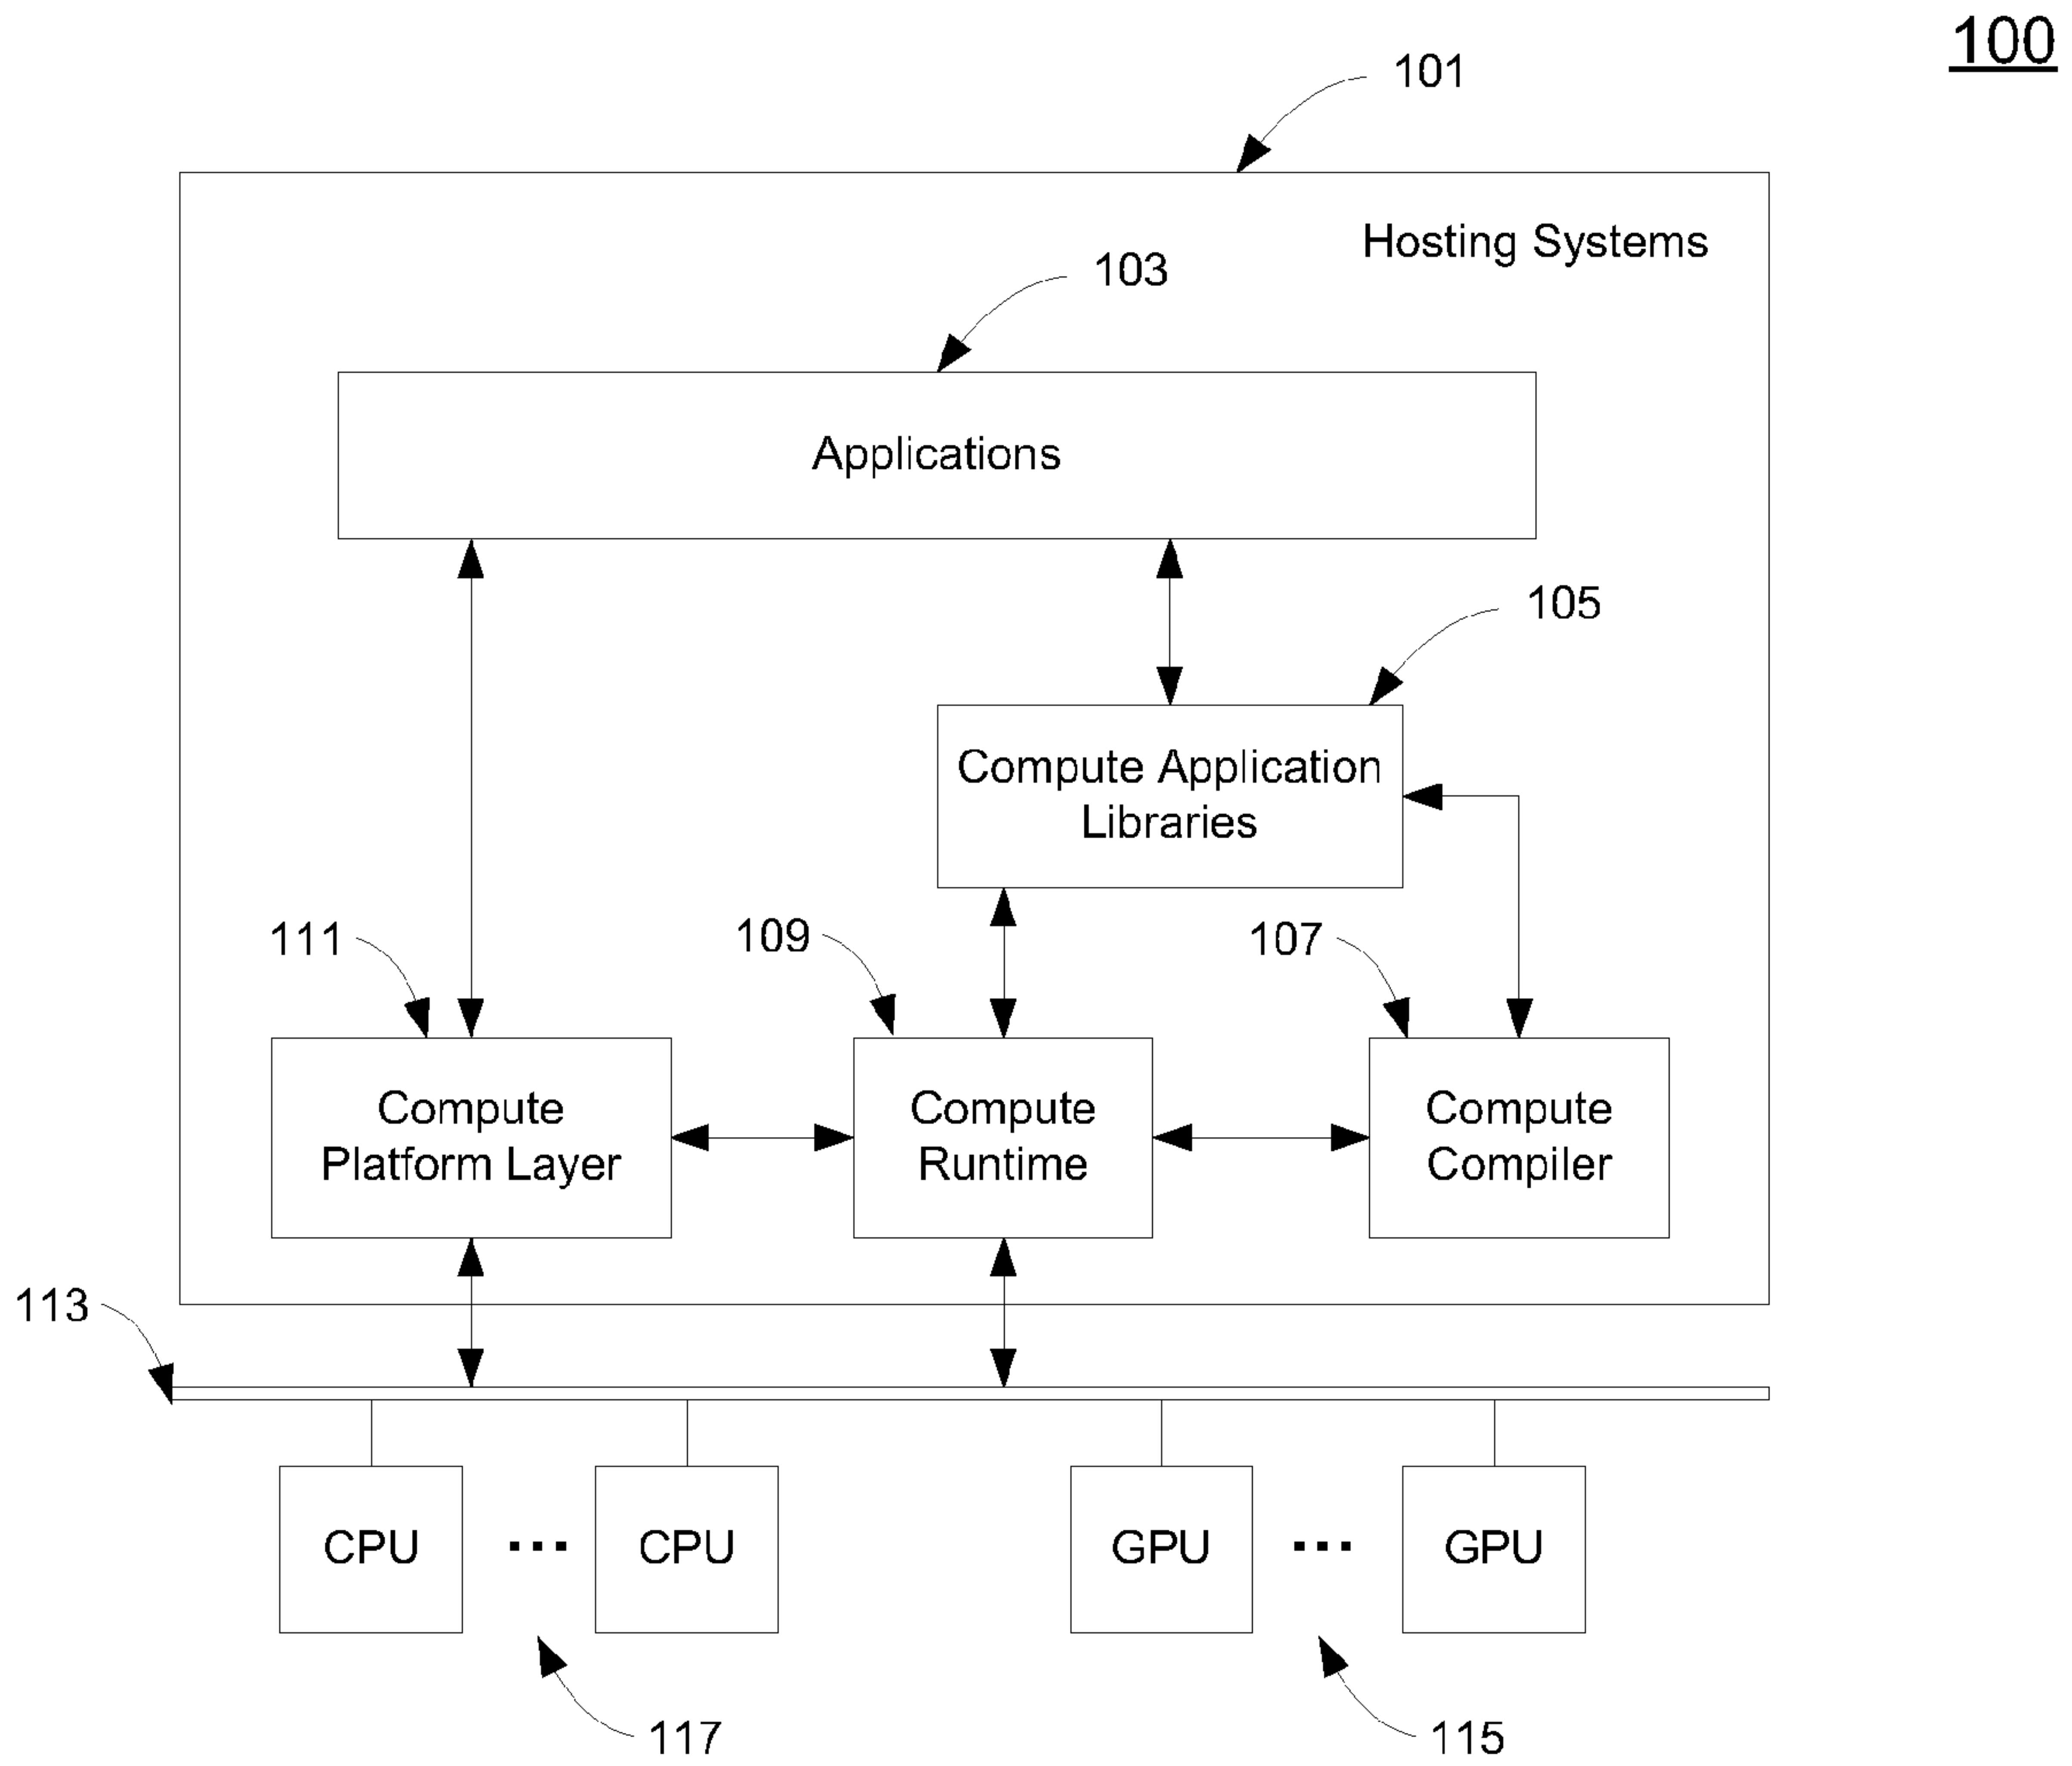 100
101
Hosting Systems
103
Applications
105
Compute Application
Libraries
111
109
107
Compute
Platform Layer
Compute
Runtime
Compute
Compiler
113
CPU
...
CPU
GPU
...
GPU
117
115